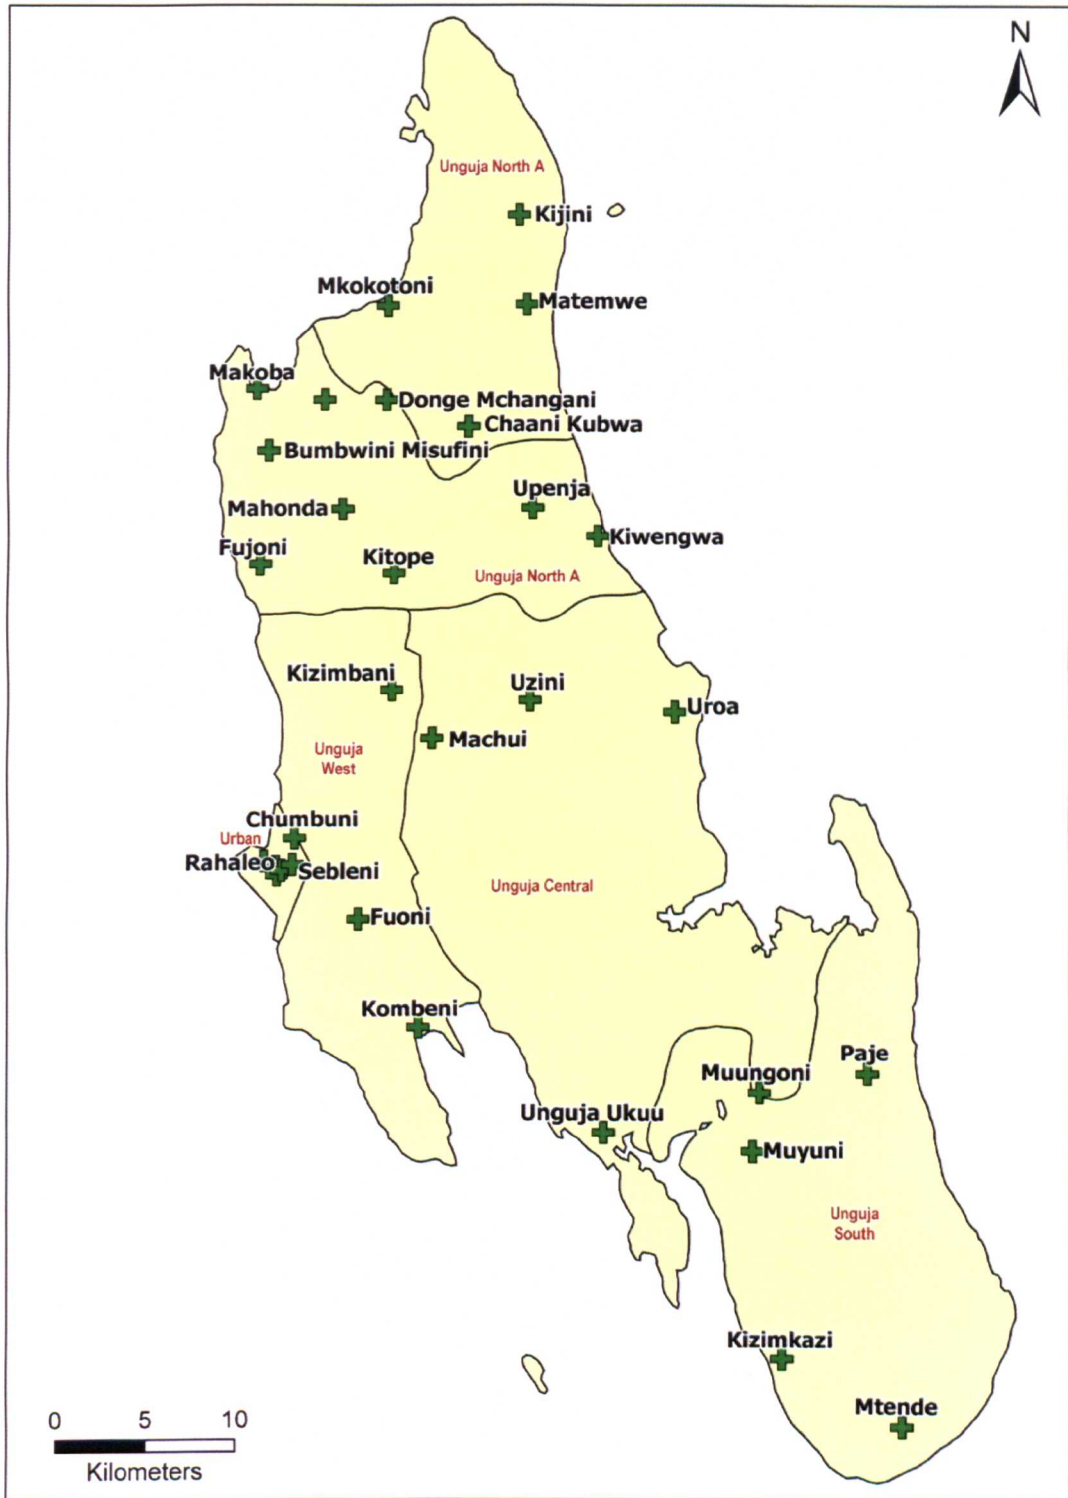 N
Unguja North A
Kijini
Mkokotoni
Matemwe
Makoba
Donge Mchangani
Chaani Kubwa
Bumbwini Misufini
Upenja
Mahonda
Kiwengwa
Fujoni
Kitope
Unguja North A
Kizimbani
Uzini
Uroa
Machui
Unguja
West
Chumbuni
Urban
Rahaleo
Sebleni
Unguja Central
Fuoni
Kombeni
Paje
Muungoni
Unguja Ukuu
Muyuni
Unguja
South
Kizimkazi
Mtende
0 5 10
Kilometers